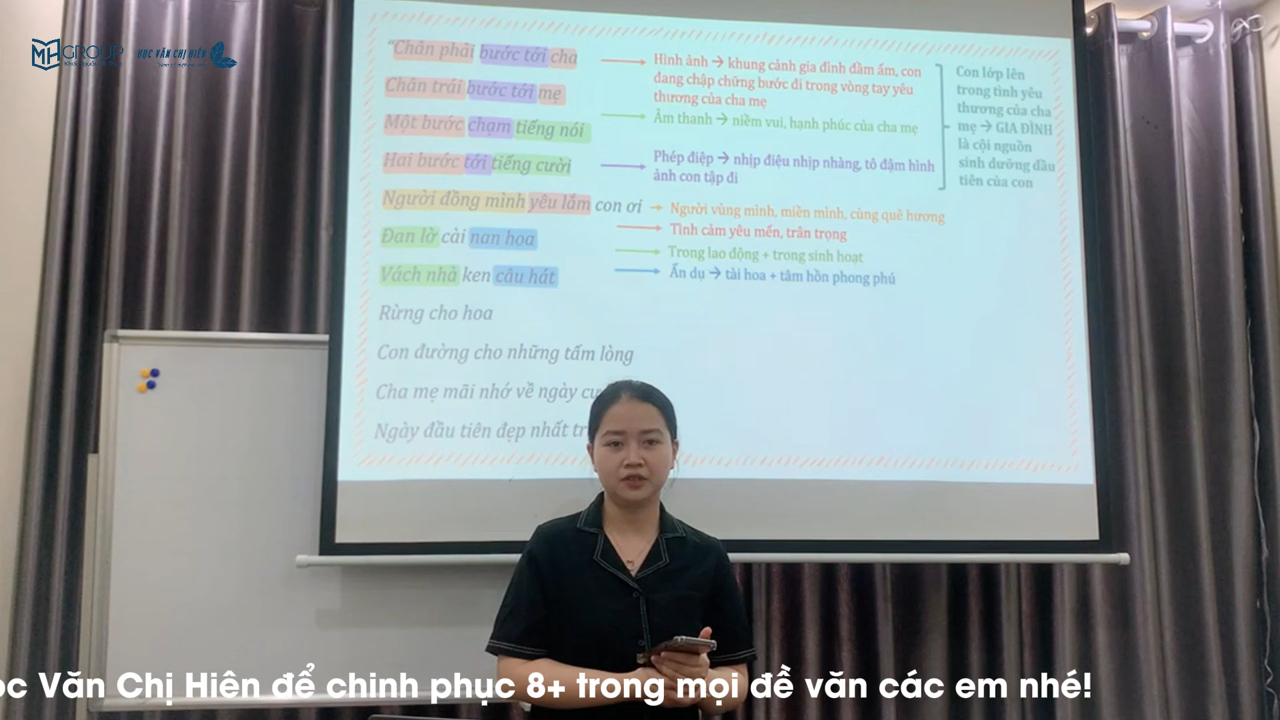 MH GROUP
HỌC VĂN CHỊ HIÊN
“Chân phải bước tới cha
Chân trái bước tới mẹ
Một bước chạm tiếng nói
Hai bước tới tiếng cười
Người đồng mình yêu lắm con ơi
Đan lờ cài nan hoa
Vách nhà ken câu hát
Rừng cho hoa
Con đường cho những tấm lòng
Cha mẹ mãi nhớ về ngày
Ngày đầu tiên đẹp nhất
Hình ảnh → khung cảnh gia đình đầm ấm, con
đang chập chững bước đi trong vòng tay yêu
thương của cha mẹ
Âm thanh → niềm vui, hạnh phúc của cha mẹ
Phép điệp → nhịp điệu nhịp nhàng, tô đậm hình
ảnh con tập đi
Người vùng mình, miền mình, cùng quê hương
Tình cảm yêu mến, trân trọng
Trong lao động + trong sinh hoạt
Ẩn dụ → tài hoa + tâm hồn phong phú
Con lớp lên
trong tình yêu
thương của cha
mẹ → GIA ĐÌNH
là cội nguồn
sinh dưỡng đầu
tiên của con
ọc Văn Chị Hiên để chinh phục 8+ trong mọi đề văn các em nhé!